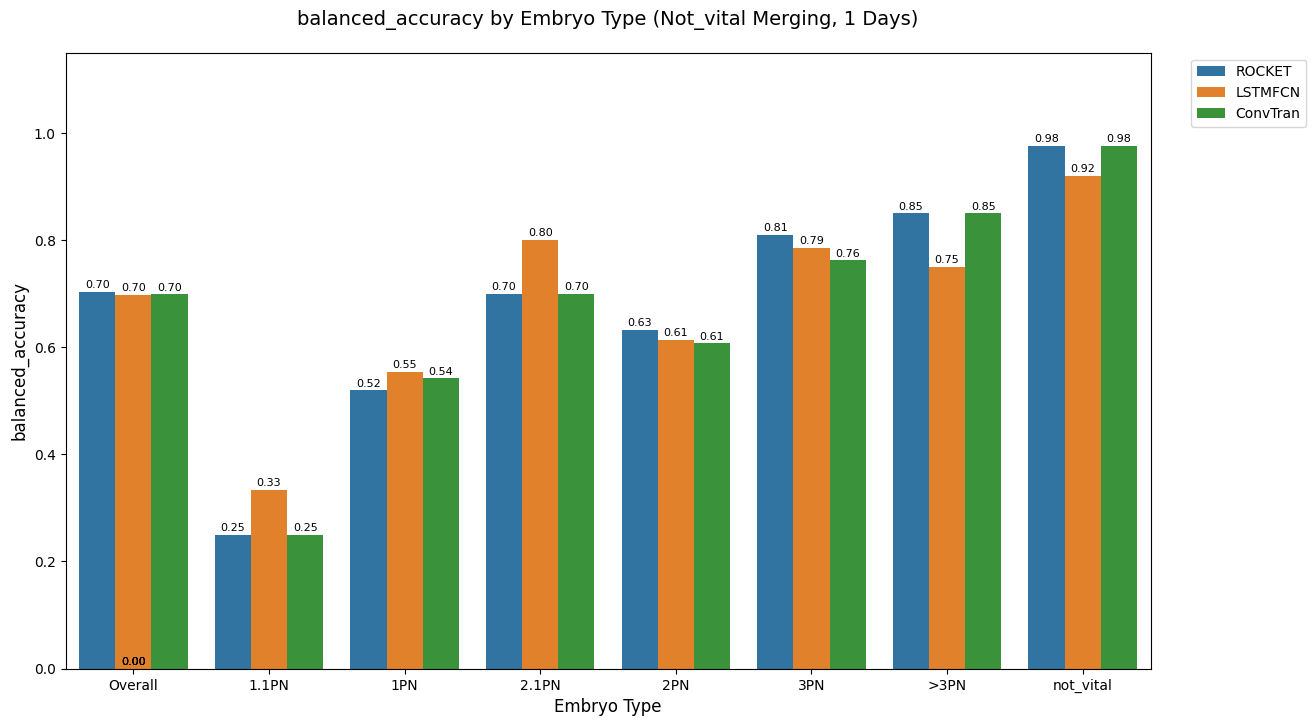 balanced_accuracy by Embryo Type (Not_vital Merging, 1 Days)
ROCKET
LSTMFCN
ConvTran
balanced_accuracy
1.0
0.8
0.6
0.4
0.2
0.0
0.70 0.70 0.70
0.00
0.25 0.33 0.25
0.52 0.55 0.54
0.70 0.80 0.70
0.63 0.61 0.61
0.81 0.79 0.76
0.85 0.75 0.85
0.98 0.92 0.98
Overall 1.1PN 1PN 2.1PN 2PN 3PN >3PN not_vital
Embryo Type